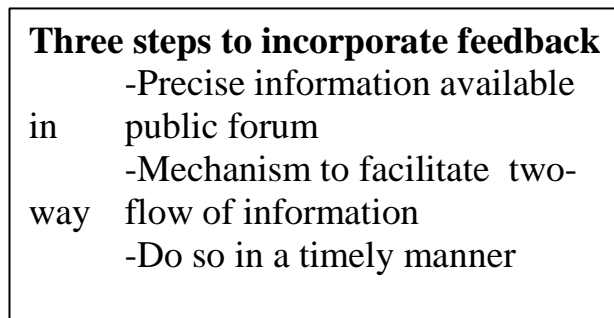 Three steps to incorporate feedback
-Precise information available
in public forum
-Mechanism to facilitate two-
way flow of information
-Do so in a timely manner